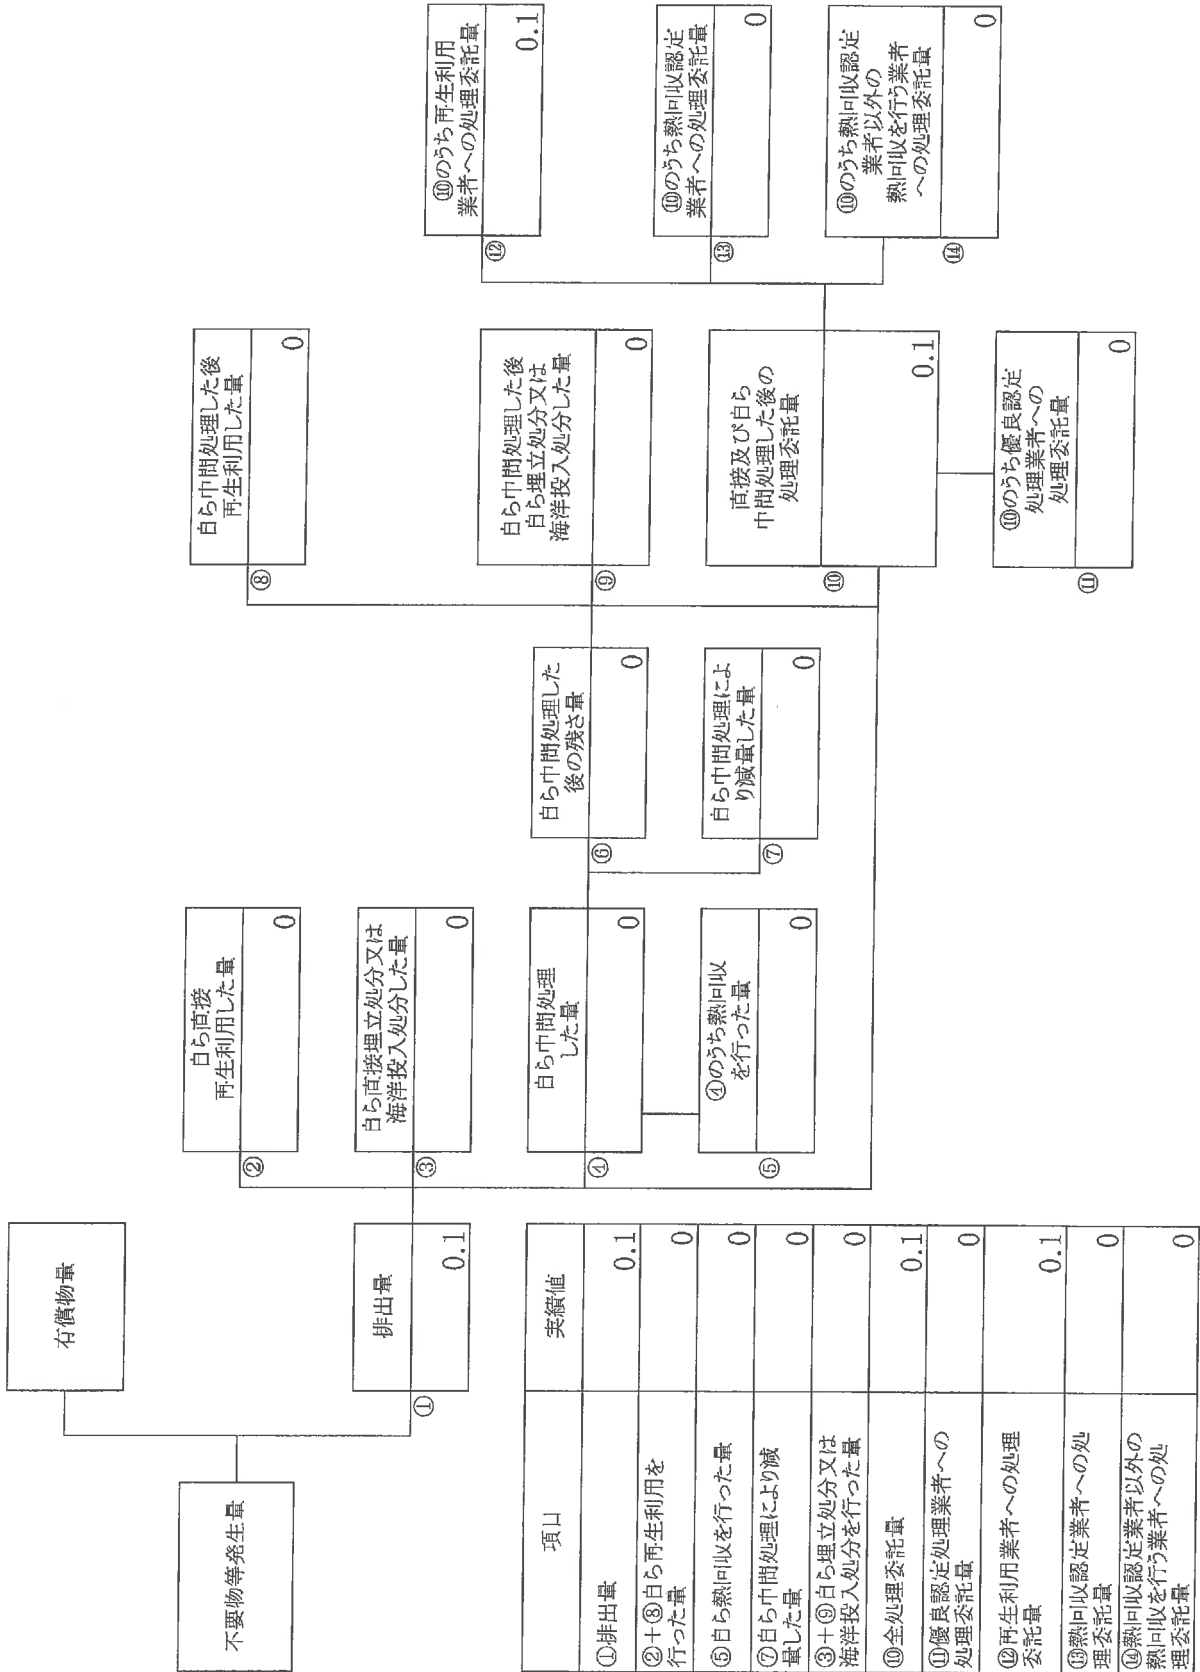 有償物量
不要物等発生量
①
排出量
0.1
②
自ら直接
再生利用した量
0
③
自ら直接埋立処分又は
海洋投入処分した量
0
④
自ら中間処理
した量
0
⑤
④のうち熱回収
を行った量
0
⑥
自ら中間処理した
後の残さ量
0
⑦
自ら中間処理によ
り減量した量
0
⑧
自ら中間処理した後
再生利用した量
0
⑨
自ら中間処理した後
自ら埋立処分又は
海洋投入処分した量
0
⑩
直接及び自ら
中間処理した後の
処理委託量
0.1
⑪
⑩のうち優良認定
処理業者への
処理委託量
0
⑫
⑩のうち再生利用
業者への処理委託量
0.1
⑬
⑩のうち熱回収認定
業者への処理委託量
0
⑭
⑩のうち熱回収認定
業者以外の
熱回収を行う業者
への処理委託量
0
項目
実績値
①排出量
0.1
②+⑧自ら再生利用を
行った量
0
⑤自ら熱回収を行った量
0
⑦自ら中間処理により減
量した量
0
③+⑨自ら埋立処分又は
海洋投入処分を行った量
0
⑩全処理委託量
0.1
⑪優良認定処理業者への
処理委託量
0
⑫再生利用業者への処理
委託量
0.1
⑬熱回収認定業者への処
理委託量
0
⑭熱回収認定業者以外の
熱回収を行う業者への処
理委託量
0